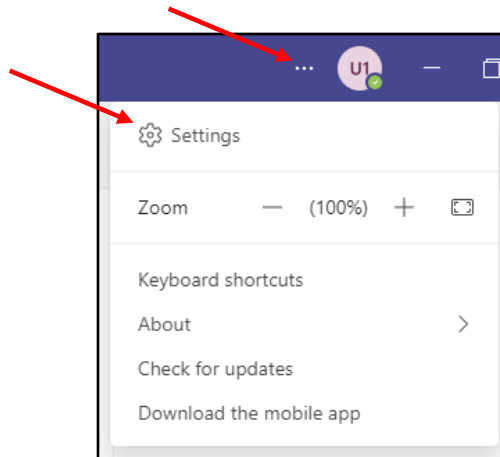 U1
Settings
Zoom (100%)
Keyboard shortcuts
About
Check for updates
Download the mobile app